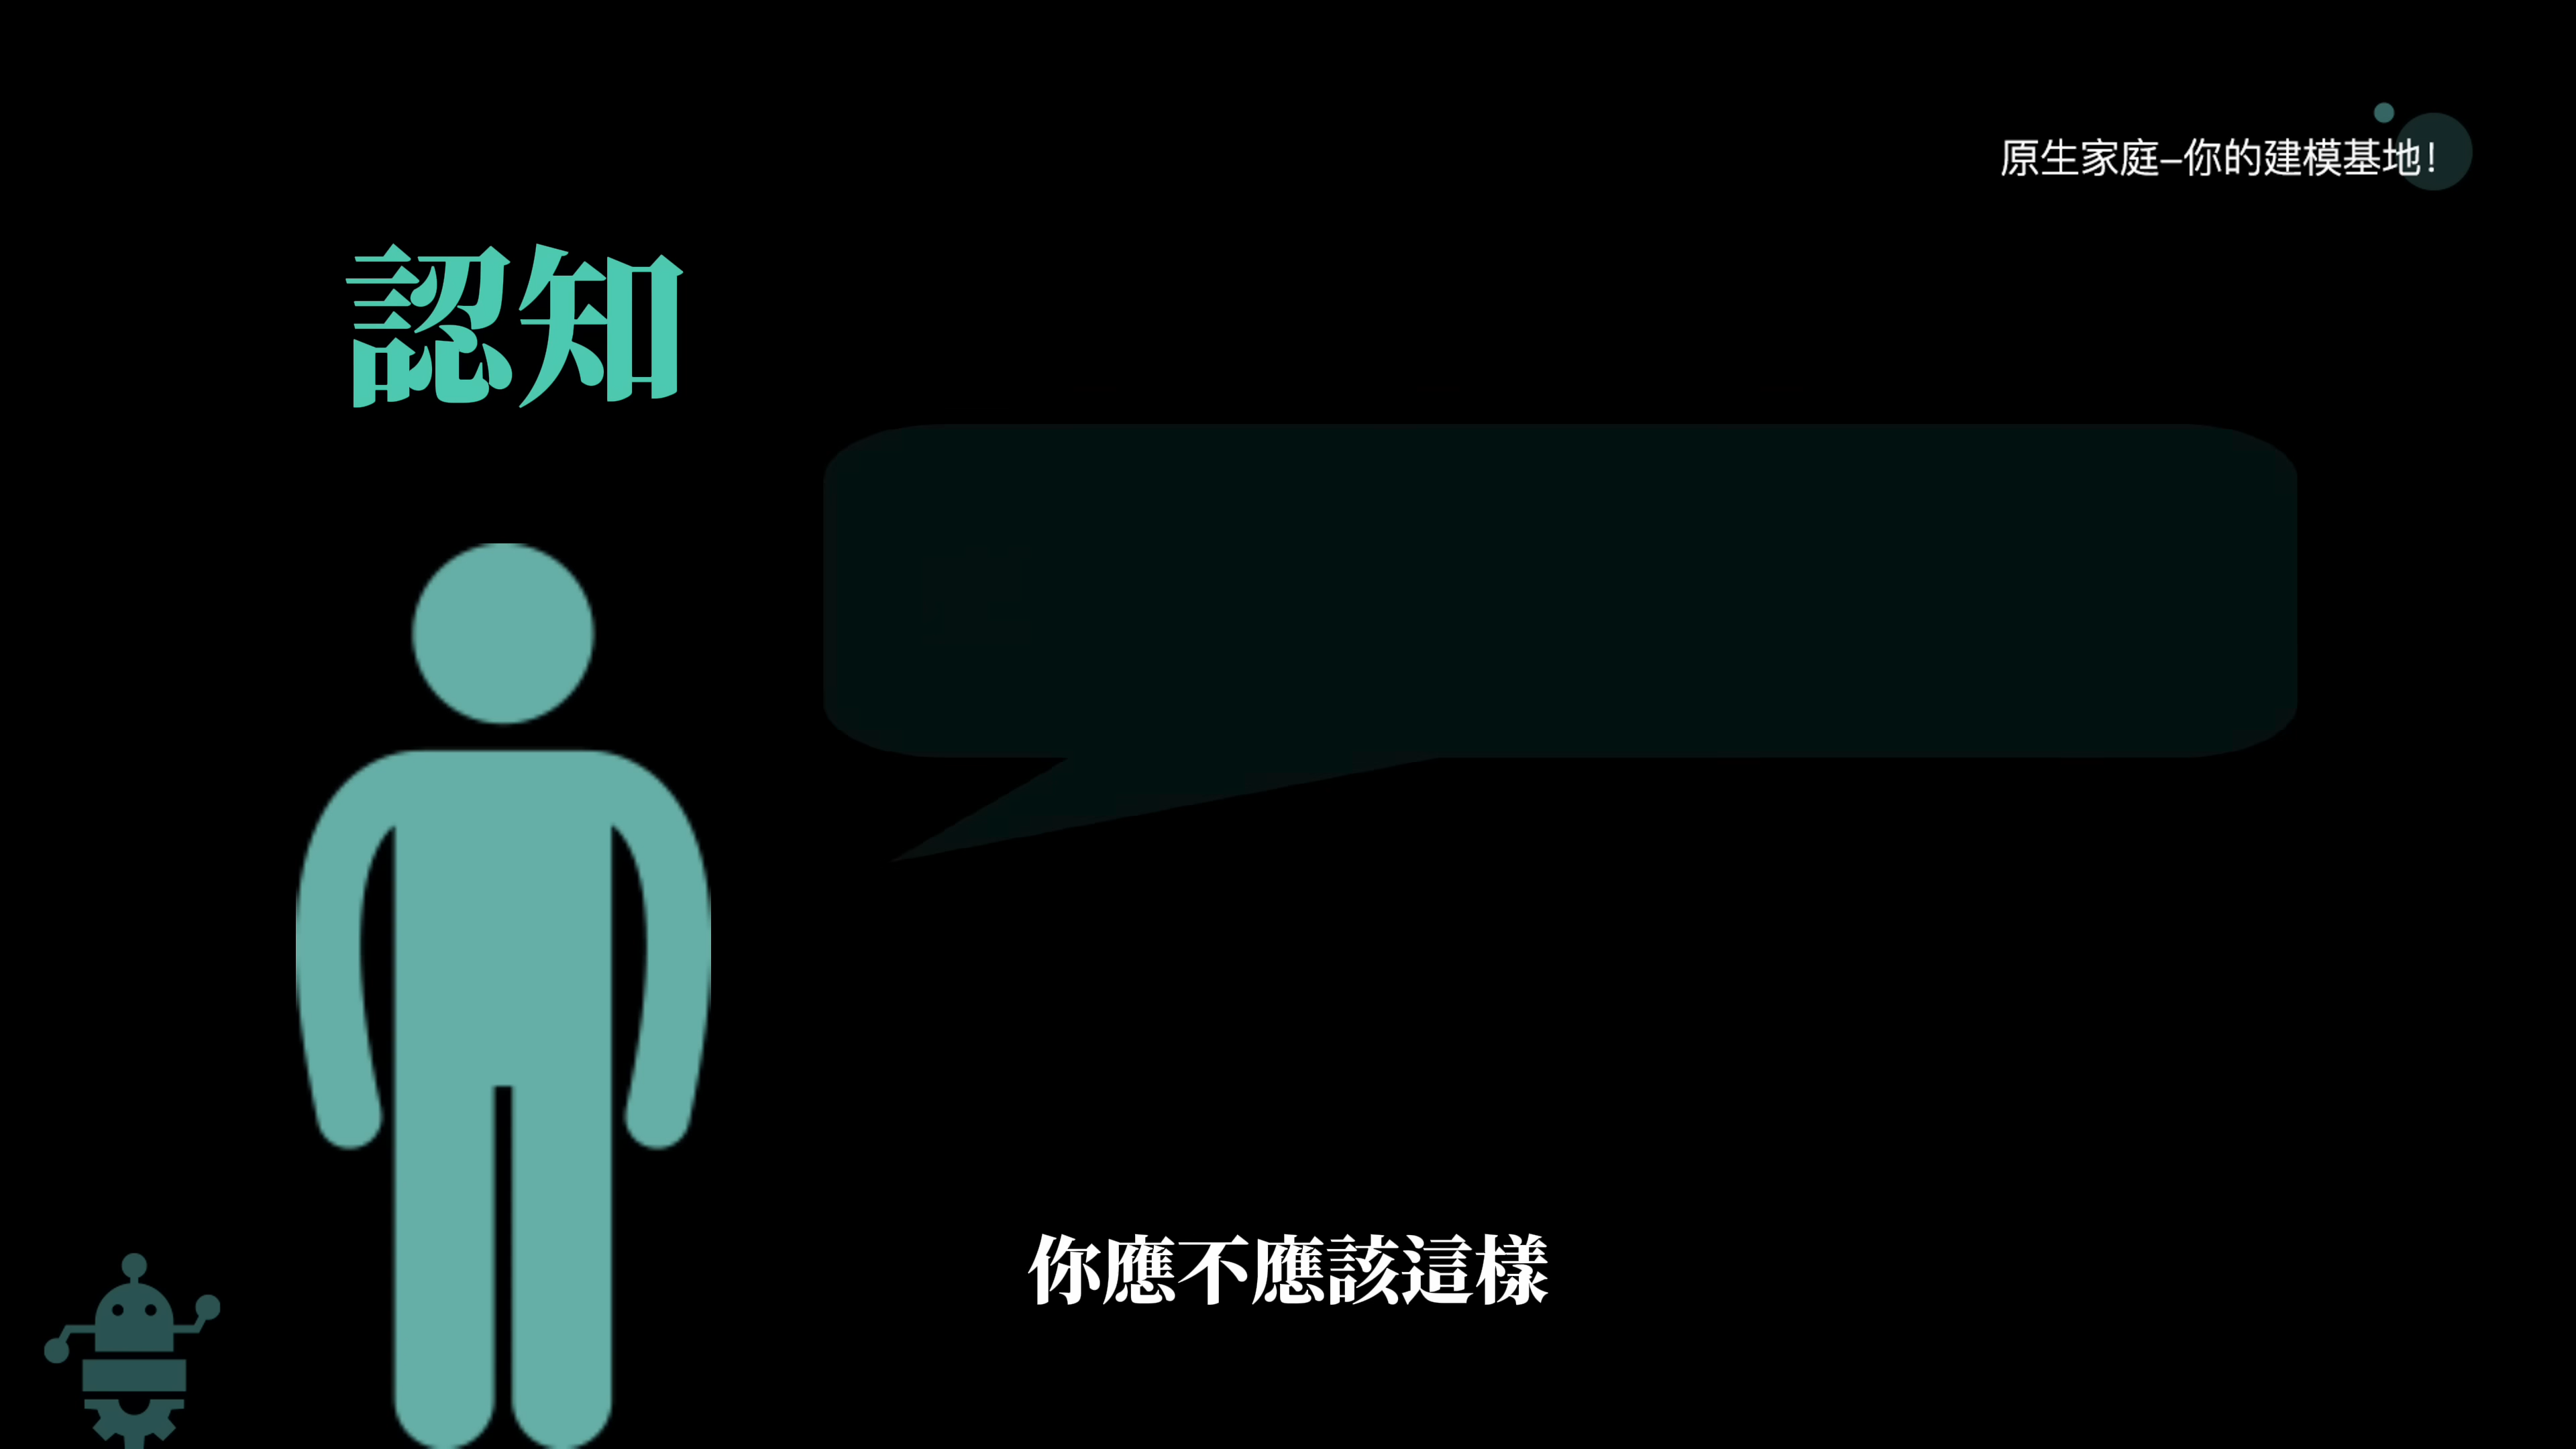 原生家庭–你的建模基地!
認知
你應不應該這樣